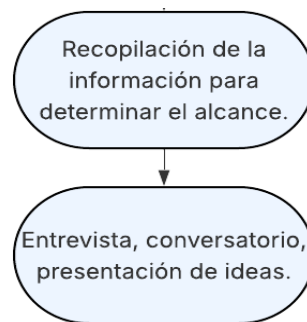 Recopilación de la
información para
determinar el alcance.
Entrevista, conversatorio,
presentación de ideas.